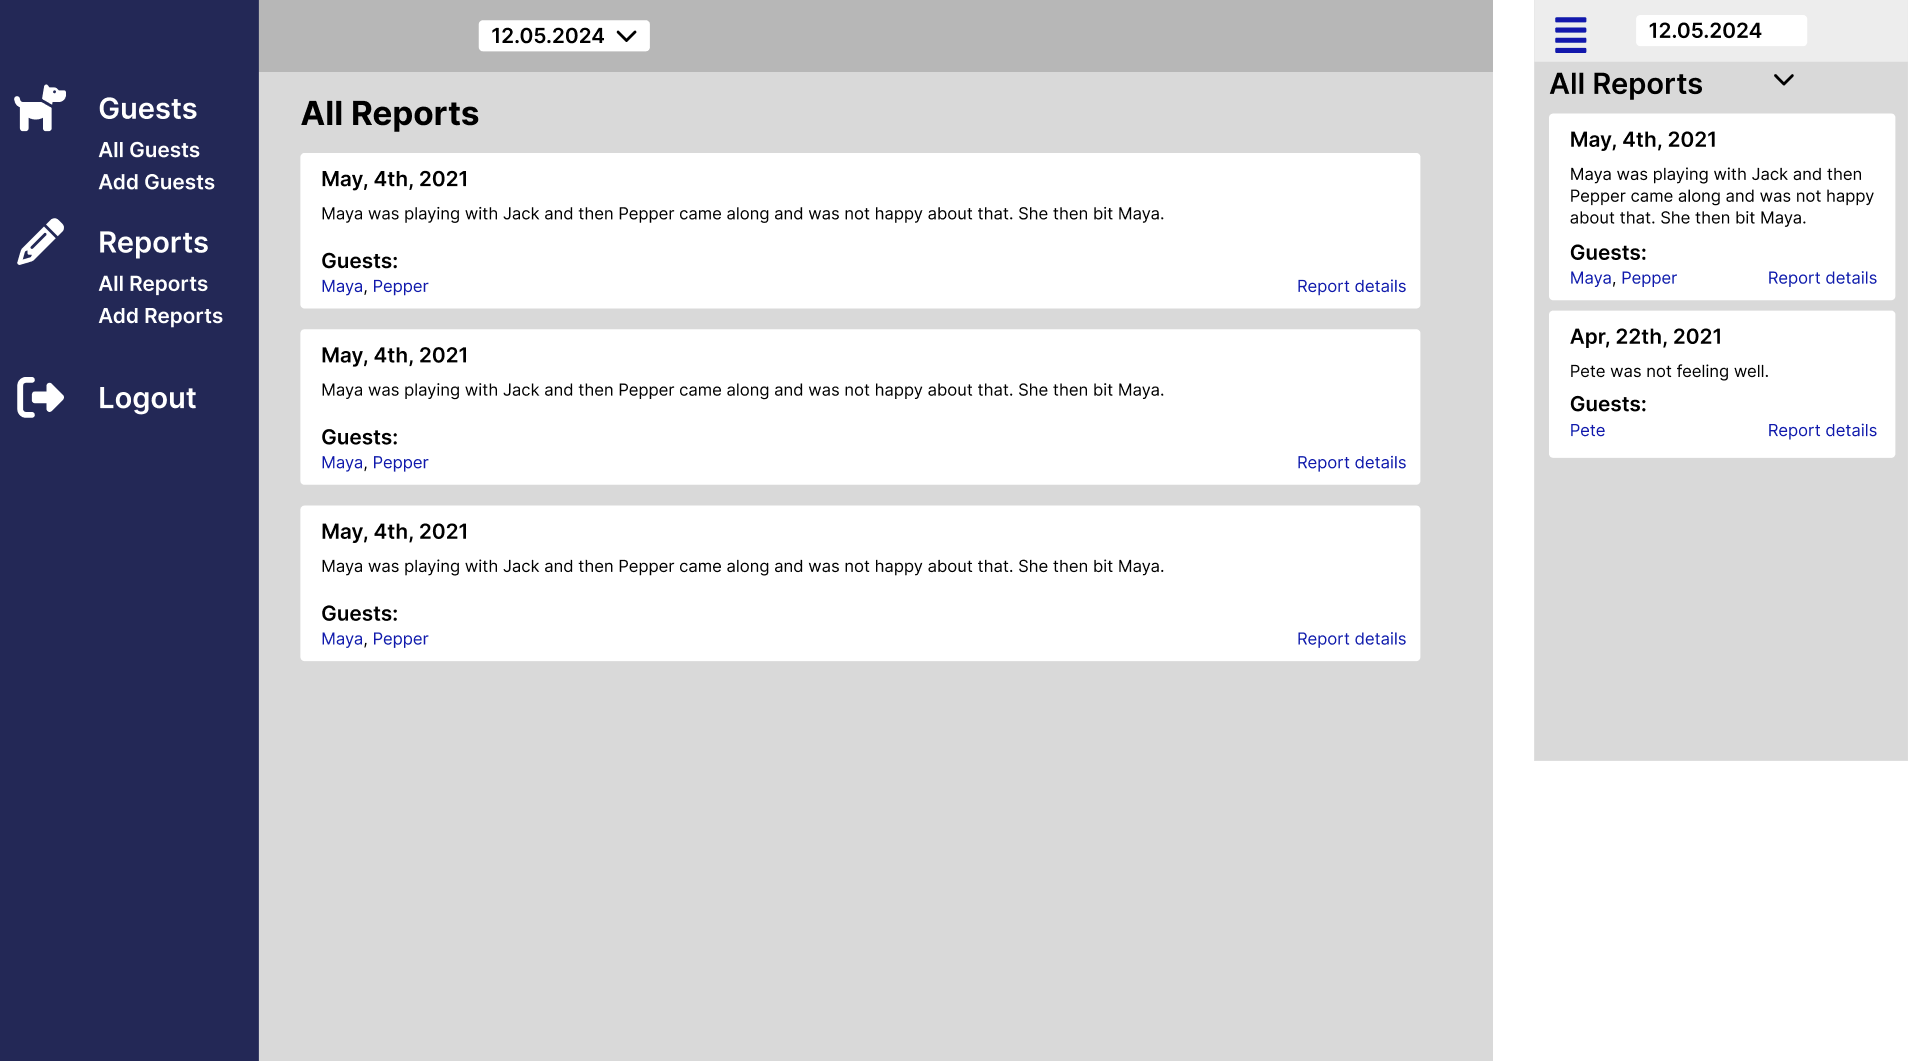 Guests
All Guests
Add Guests
Reports
All Reports
Add Reports
Logout
12.05.2024
All Reports
May, 4th, 2021
Maya was playing with Jack and then Pepper came along and was not happy about that. She then bit Maya.
Guests:
Maya, Pepper Report details
May, 4th, 2021
Maya was playing with Jack and then Pepper came along and was not happy about that. She then bit Maya.
Guests:
Maya, Pepper Report details
May, 4th, 2021
Maya was playing with Jack and then Pepper came along and was not happy about that. She then bit Maya.
Guests:
Maya, Pepper Report details
12.05.2024
All Reports
May, 4th, 2021
Maya was playing with Jack and then
Pepper came along and was not happy
about that. She then bit Maya.
Guests:
Maya, Pepper Report details
Apr, 22th, 2021
Pete was not feeling well.
Guests:
Pete Report details